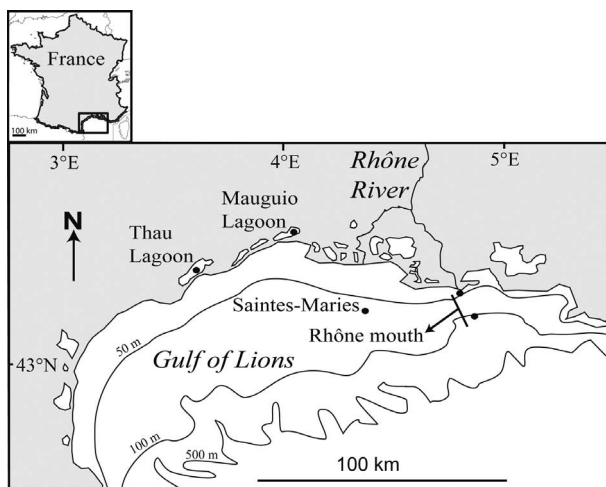 France
100 km
3°E
4°E
5°E
Rhône
River
Mauguio
Lagoon
N
Thau
Lagoon
Saintes-Maries
Rhône mouth
50 m
Gulf of Lions
43°N
100 m
500 m
100 km